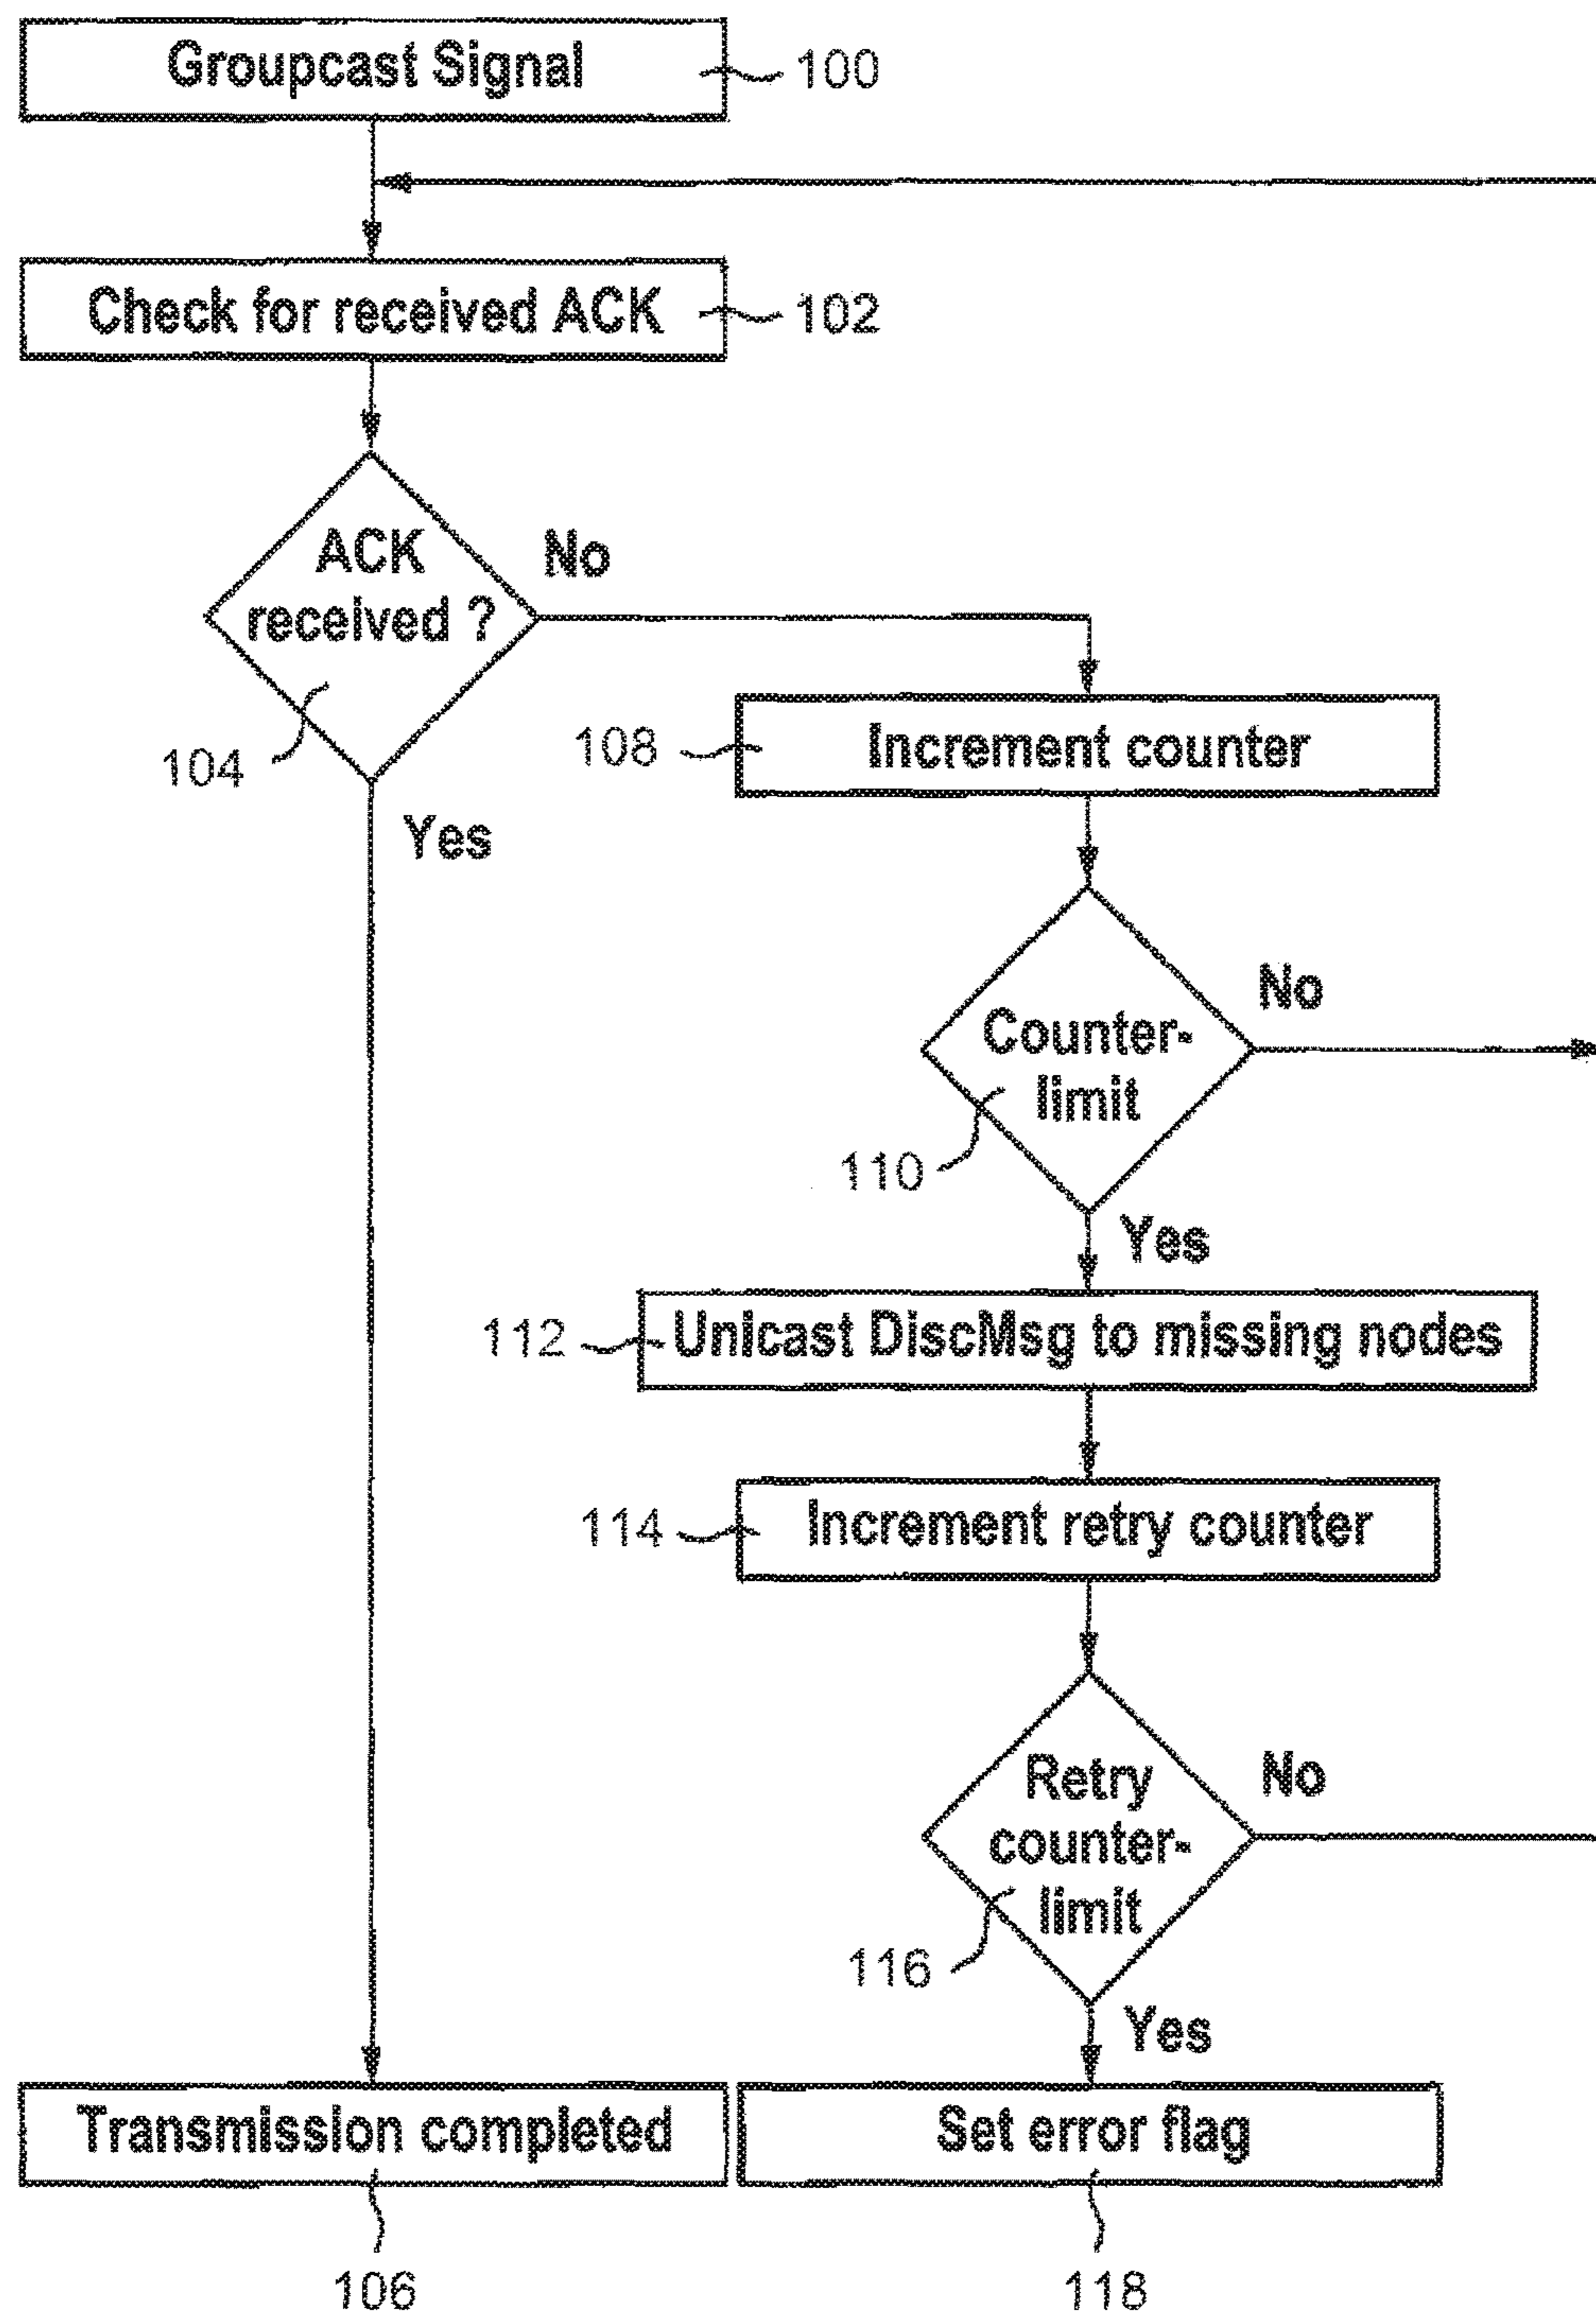 Groupcast Signal
100
Check for received ACK
102
ACK
received ?
No
104
Yes
108
Increment counter
Counter-
limit
No
110
Yes
112
Unicast DiscMsg to missing nodes
114
Increment retry counter
Retry
counter-
limit
No
116
Yes
Transmission completed
Set error flag
106
118